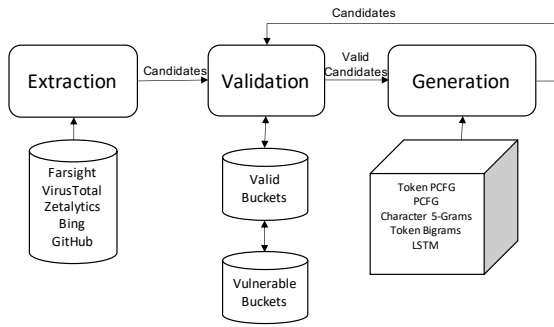 Candidates
Extraction
Candidates
Validation
Valid
Candidates
Generation
Farsight
VirusTotal
Zetalytics
Bing
GitHub
Valid
Buckets
Vulnerable
Buckets
Token PCFG
PCFG
Character 5-Grams
Token Bigrams
LSTM